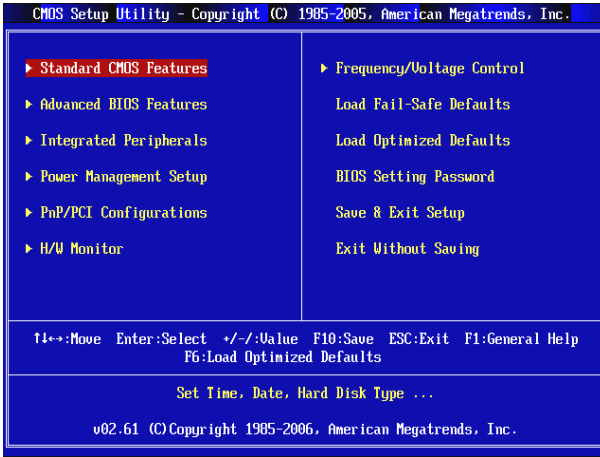 CMOS Setup Utility - Copyright (C) 1985-2005, American Megatrends, Inc.
Standard CMOS Features
Advanced BIOS Features
Integrated Peripherals
Power Management Setup
PnP/PCI Configurations
H/W Monitor
Frequency/Voltage Control
Load Fail-Safe Defaults
Load Optimized Defaults
BIOS Setting Password
Save & Exit Setup
Exit Without Saving
↑↓←→:Move Enter:Select +/-/:Value F10:Save ESC:Exit F1:General Help
F6:Load Optimized Defaults
Set Time, Date, Hard Disk Type ...
v02.61 (C)Copyright 1985-2006, American Megatrends, Inc.